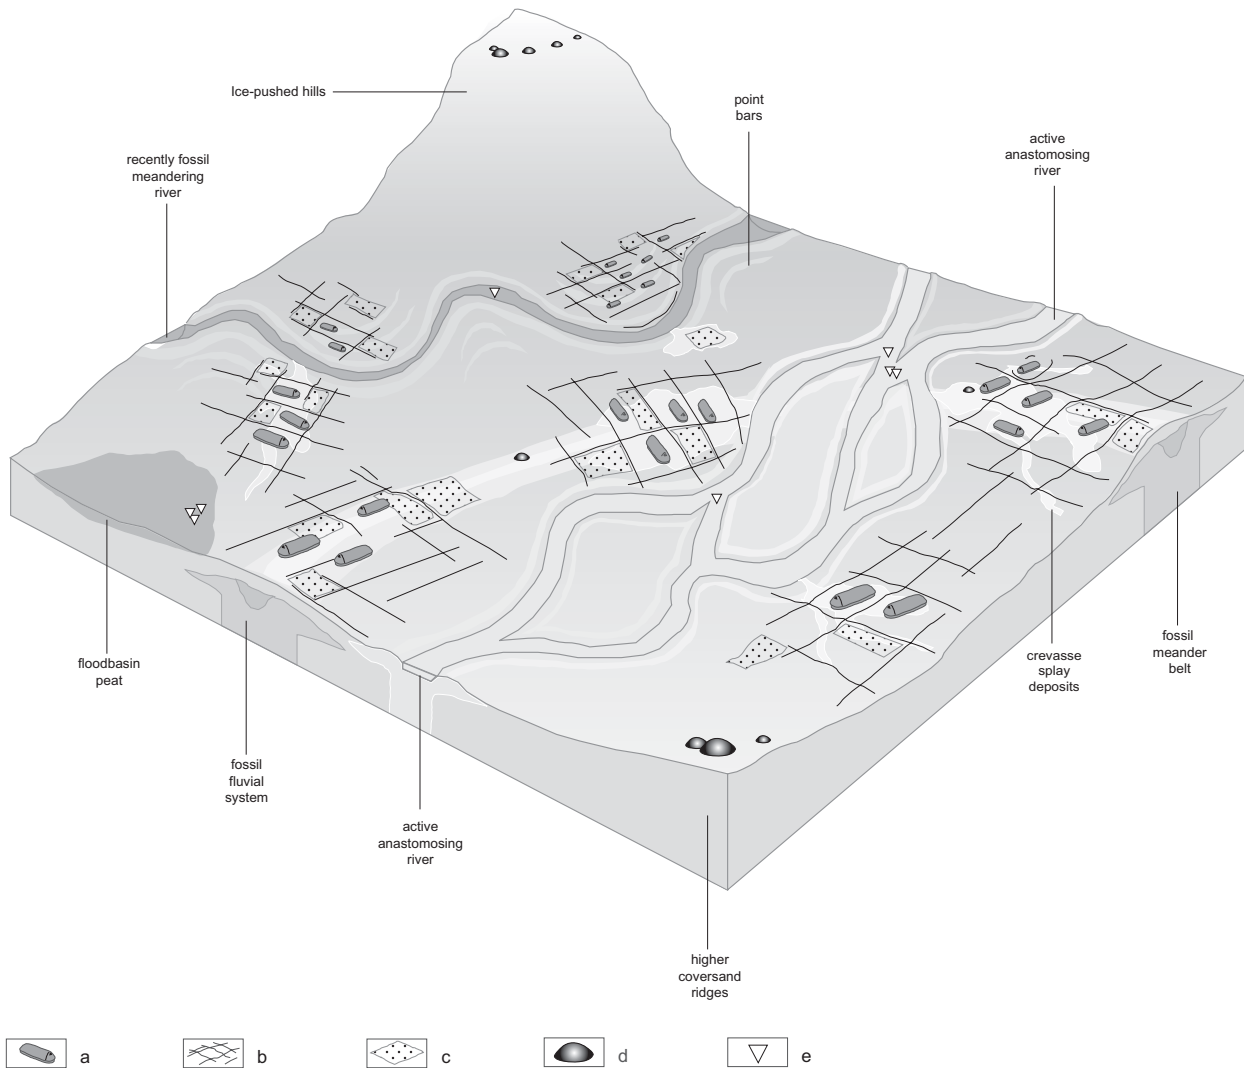 Ice-pushed hills
point
bars
active
anastomosing
river
recently fossil
meandering
river
floodbasin
peat
fossil
fluvial
system
active
anastomosing
river
higher
coversand
ridges
crevasse
splay
deposits
fossil
meander
belt
a
b
c
d
e